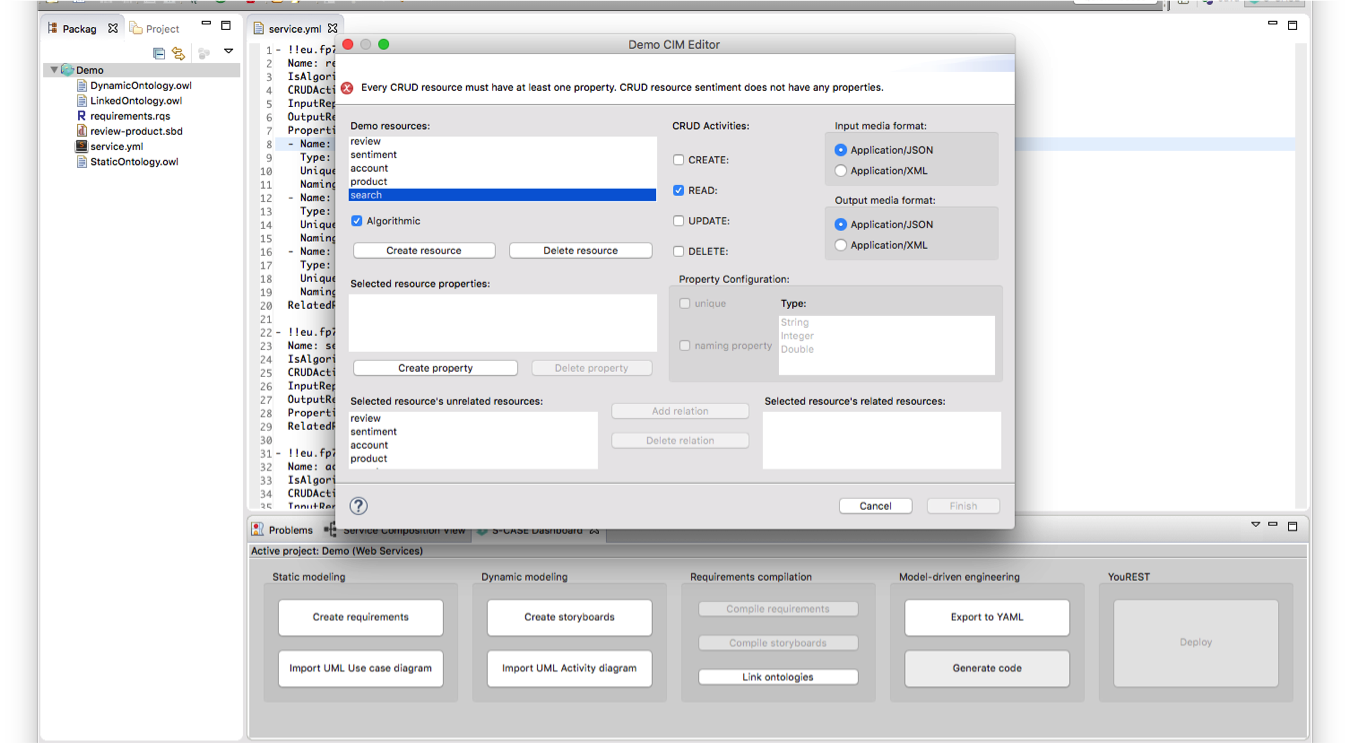 Packag
Project
service.yml
Demo
DynamicOntology.owl
LinkedOntology.owl
requirements.rqs
review-product.sbd
service.yml
StaticOntology.owl
1 - !!eu.fp7
2 Name: re
3 IsAlgori
4 CRUDActi
5 InputRep
6 OutputRe
7 Properti
8 - Name:
9 Type:
10 Unique
11 Naming
12 - Name:
13 Type:
14 Unique
15 Naming
16 - Name:
17 Type:
18 Unique
19 Naming
20 RelatedR
21
22 - !!eu.fp7
23 Name: se
24 IsAlgori
25 CRUDActi
26 InputRep
27 OutputRe
28 Properti
29 RelatedR
30
31 - !!eu.fp7
32 Name: ac
33 IsAlgori
34 CRUDActi
35 InputRep
Demo CIM Editor
Every CRUD resource must have at least one property. CRUD resource sentiment does not have any properties.
Demo resources:
review
sentiment
account
product
search
Algorithmic
Create resource
Delete resource
Selected resource properties:
Create property
Delete property
Selected resource's unrelated resources:
review
sentiment
account
product
CRUD Activities:
CREATE:
READ:
UPDATE:
DELETE:
Input media format:
Application/JSON
Application/XML
Output media format:
Application/JSON
Application/XML
Property Configuration:
unique
naming property
Type:
String
Integer
Double
Add relation
Delete relation
Selected resource's related resources:
?
Cancel
Finish
Problems
Service Composition View
S-CASE Dashboard
Active project: Demo (Web Services)
Static modeling
Create requirements
Import UML Use case diagram
Dynamic modeling
Create storyboards
Import UML Activity diagram
Requirements compilation
Compile requirements
Compile storyboards
Link ontologies
Model-driven engineering
Export to YAML
Generate code
YouREST
Deploy